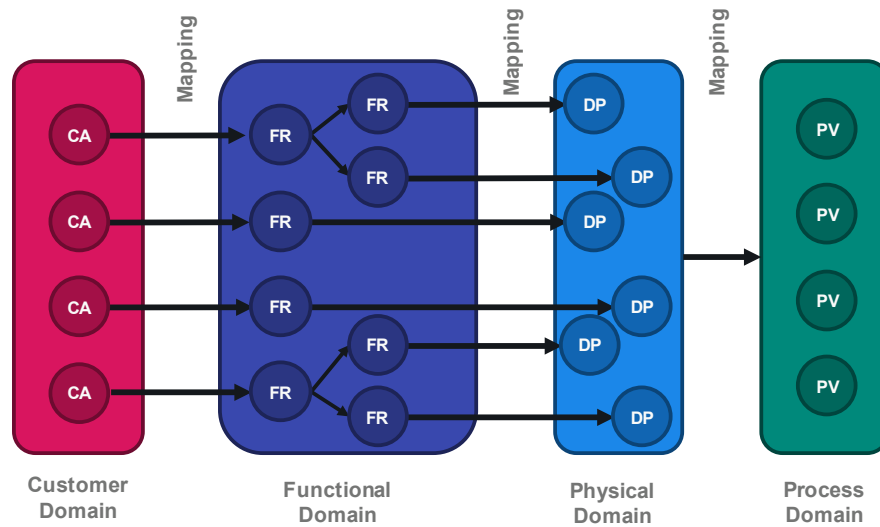 Mapping
Mapping
Mapping
CA
FR
FR
DP
PV
FR
DP
CA
FR
DP
PV
CA
FR
DP
PV
FR
DP
CA
FR
PV
FR
DP
Customer
Domain
Functional
Domain
Physical
Domain
Process
Domain